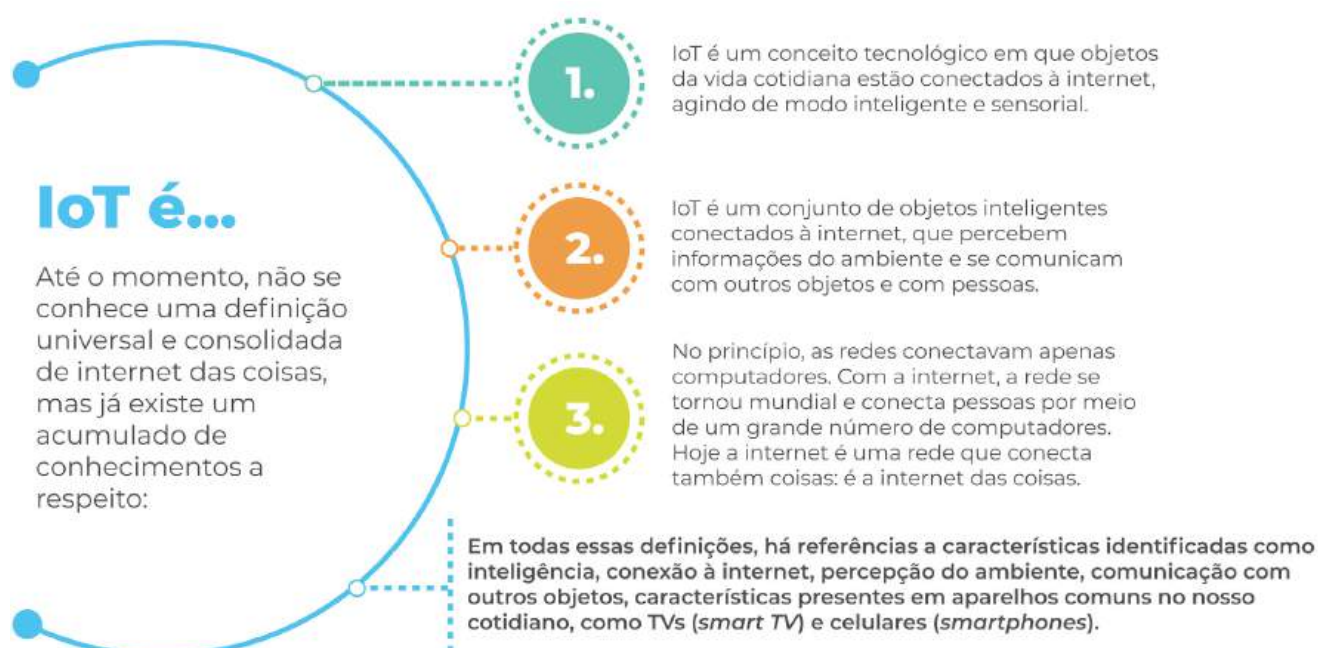 IoT é...
Até o momento, não se
conhece uma definição
universal e consolidada
de internet das coisas,
mas já existe um
acumulado de
conhecimentos a
respeito:
1.
IoT é um conceito tecnológico em que objetos
da vida cotidiana estão conectados à internet,
agindo de modo inteligente e sensorial.
2.
IoT é um conjunto de objetos inteligentes
conectados à internet, que percebem
informações do ambiente e se comunicam
com outros objetos e com pessoas.
3.
No princípio, as redes conectavam apenas
computadores. Com a internet, a rede se
tornou mundial e conecta pessoas por meio
de um grande número de computadores.
Hoje a internet é uma rede que conecta
também coisas: é a internet das coisas.
Em todas essas definições, há referências a características identificadas como
inteligência, conexão à internet, percepção do ambiente, comunicação com
outros objetos, características presentes em aparelhos comuns no nosso
cotidiano, como TVs (smart TV) e celulares (smartphones).